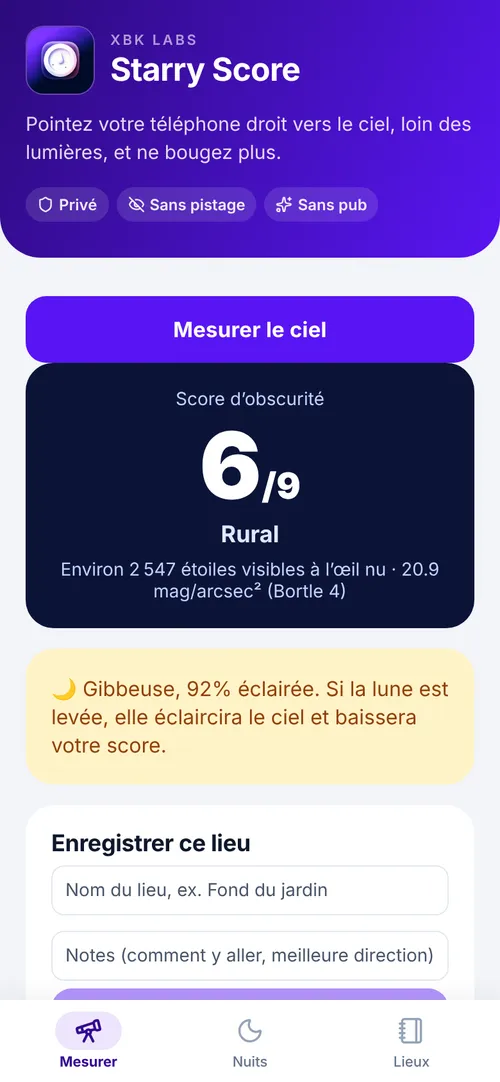 XBK LABS
Starry Score
Pointez votre téléphone droit vers le ciel, loin des
lumières, et ne bougez plus.
Privé
Sans pistage
Sans pub
Mesurer le ciel
Score d’obscurité
6/9
Rural
Environ 2 547 étoiles visibles à l’œil nu · 20.9
mag/arcsec² (Bortle 4)
🌙 Gibbeuse, 92% éclairée. Si la lune est
levée, elle éclaircira le ciel et baissera
votre score.
Enregistrer ce lieu
Nom du lieu, ex. Fond du jardin
Notes (comment y aller, meilleure direction)
Mesurer
Nuits
Lieux